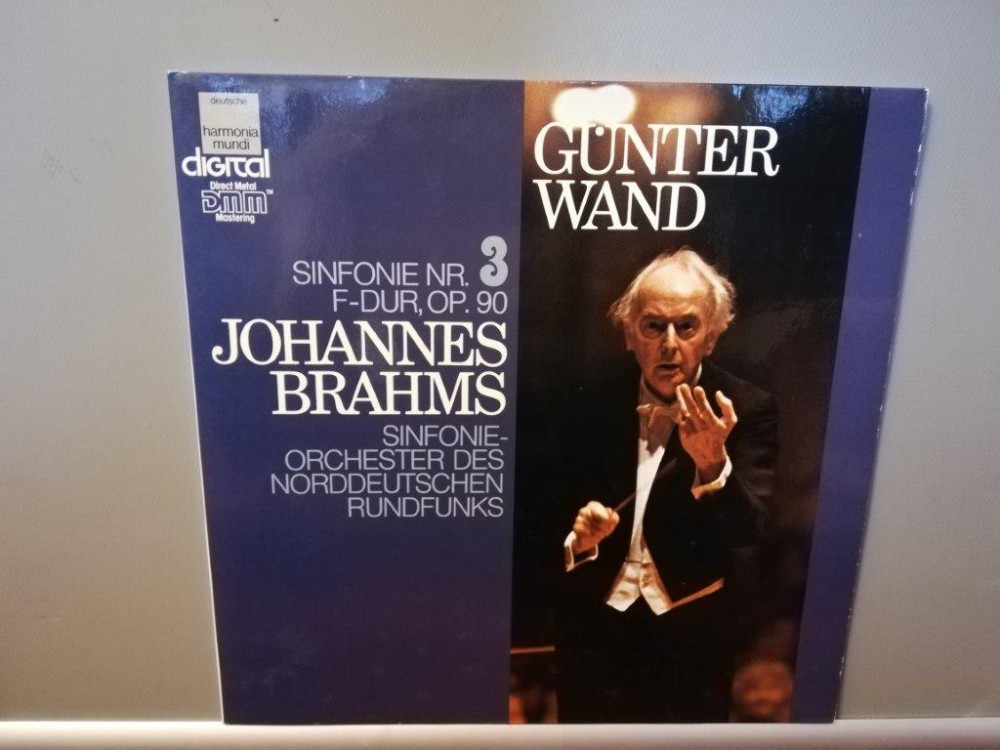 deutsche
harmonia
mundi
digital
Direct Metal
DMM™
Mastering
GÜNTER
WAND
SINFONIE NR. 3
F-DUR, OP. 90
JOHANNES
BRAHMS
SINFONIE-
ORCHESTER DES
NORDDEUTSCHEN
RUNDFUNKS